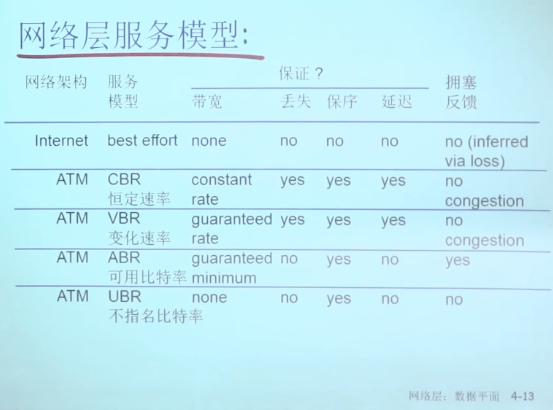 网络层服务模型:
保证？
网络架构 服务 拥塞
模型 带宽 丢失 保序 延迟 反馈
Internet best effort none no no no no (inferred
via loss)
ATM CBR constant yes yes yes no
恒定速率 rate congestion
ATM VBR guaranteed yes yes yes no
变化速率 rate congestion
ATM ABR guaranteed no yes no yes
可用比特率 minimum
ATM UBR none no yes no no
不指名比特率
网络层：数据平面 4-13